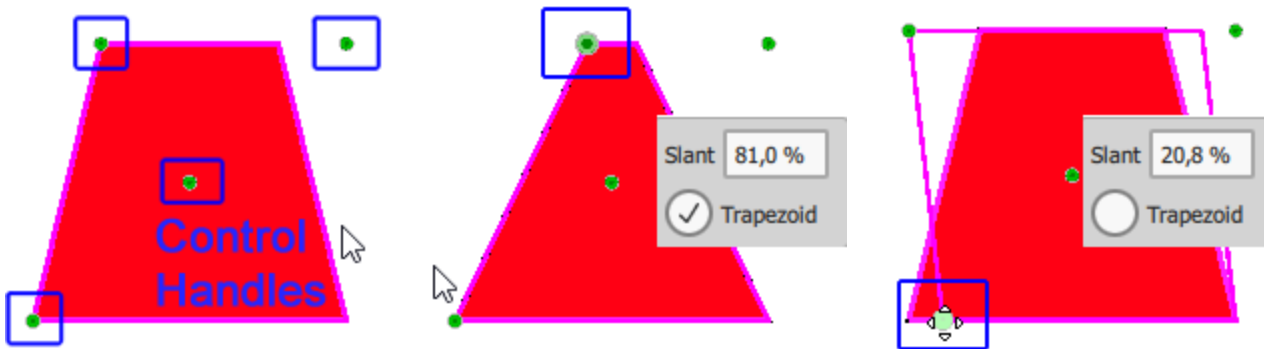 Control
Handles
Slant 81,0 %
Trapezoid
Slant 20,8 %
Trapezoid